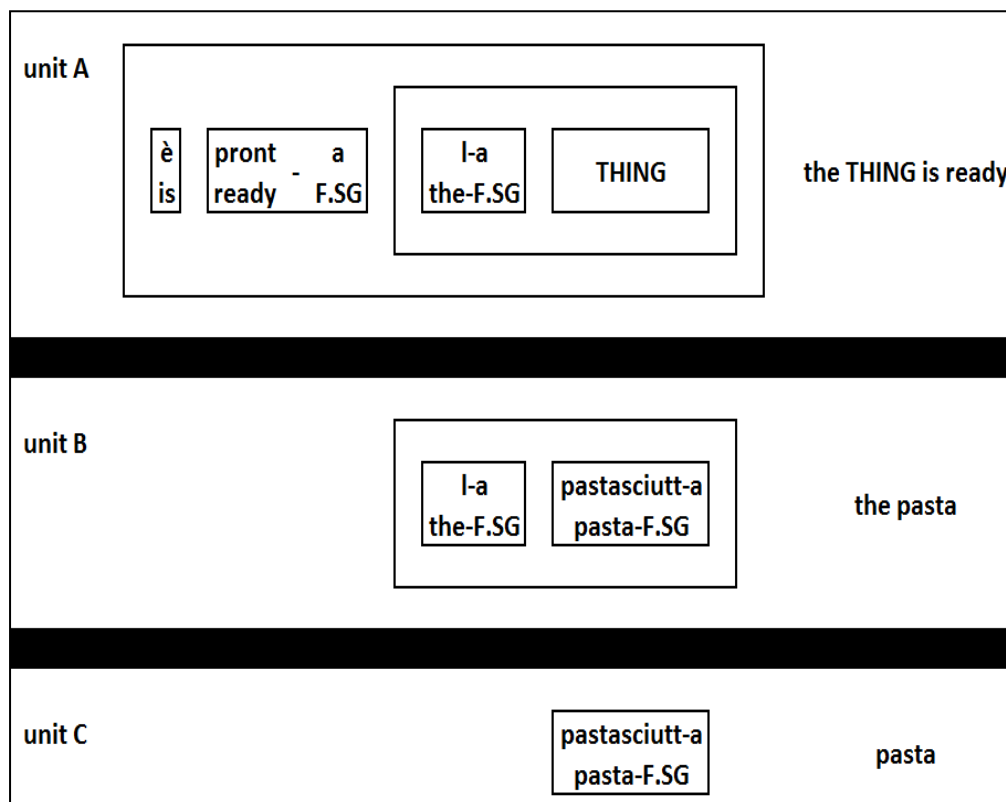 unit A
è pront - a l-a THING the THING is ready
is ready F.SG the-F.SG
unit B
l-a pastasciutt-a the pasta
the-F.SG pasta-F.SG
unit C
pastasciutt-a pasta
pasta-F.SG